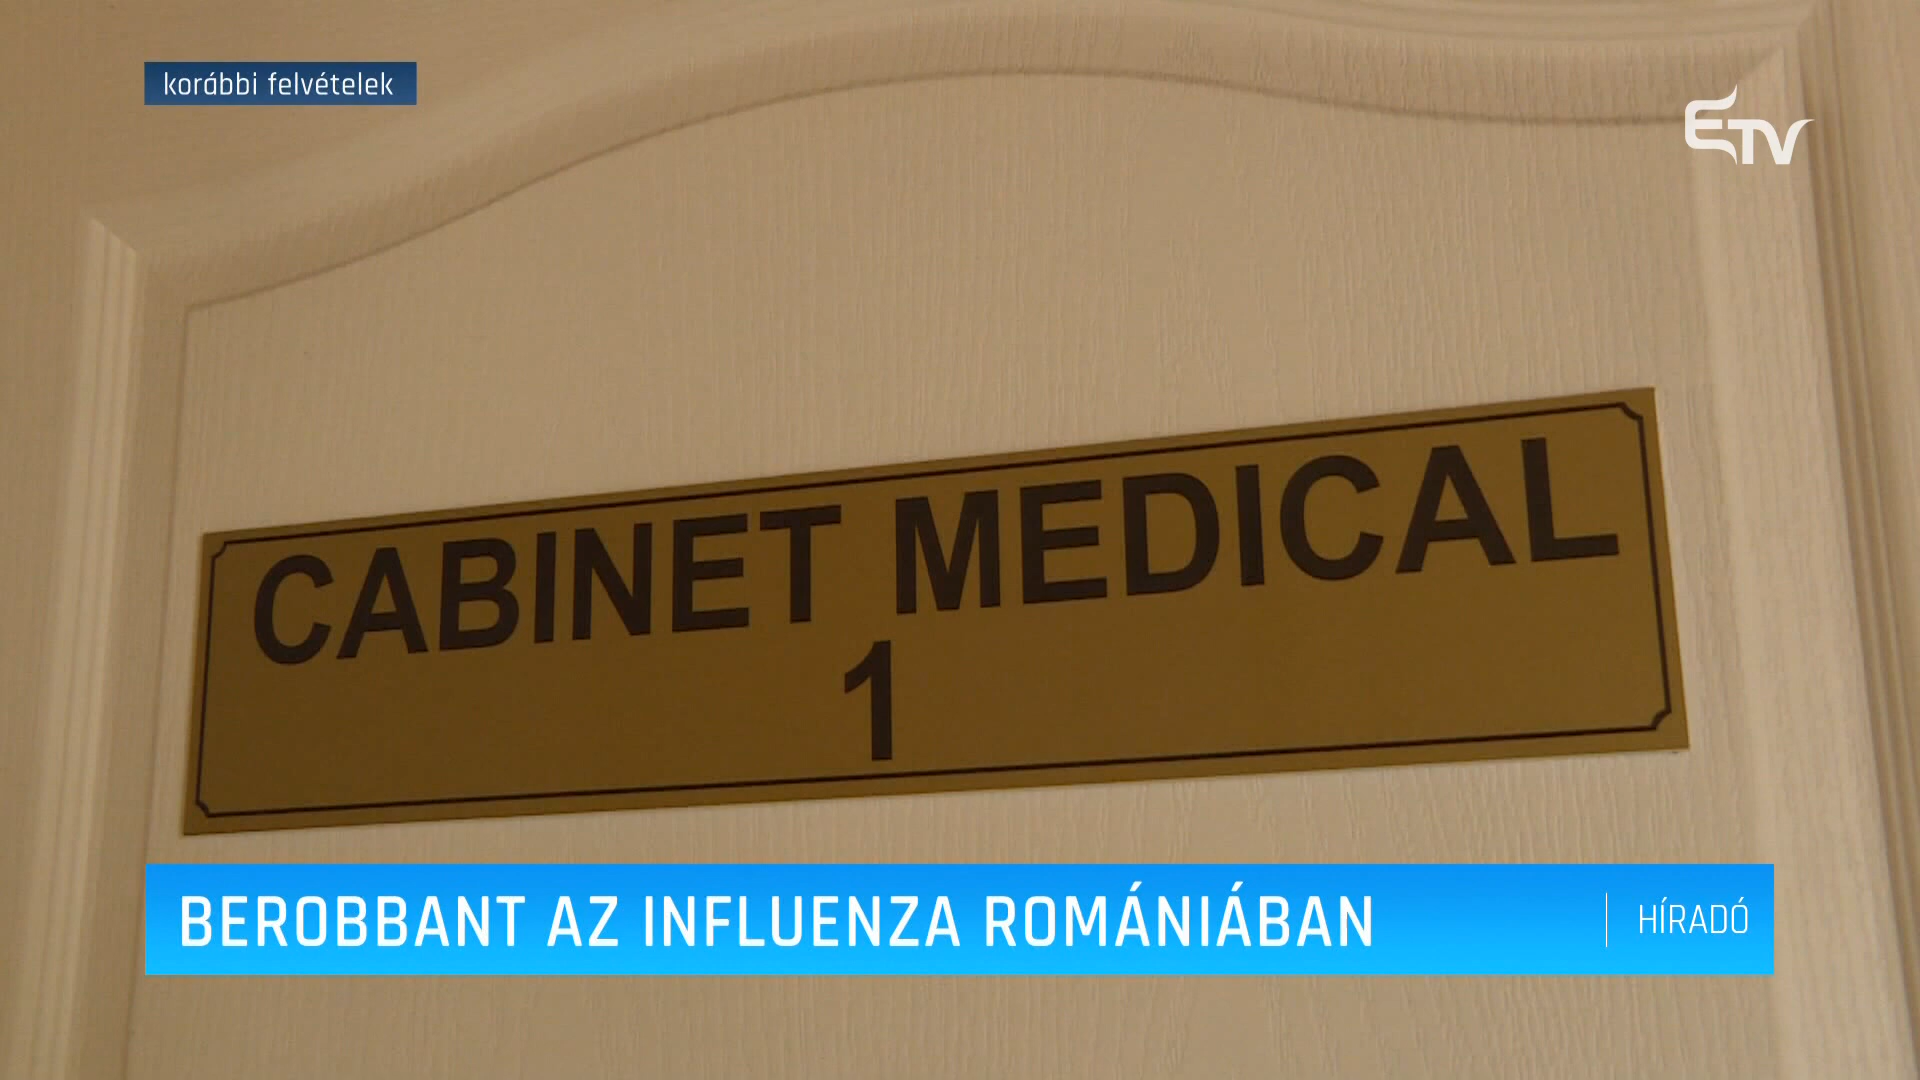 korábbi felvételek
ETV
CABINET MEDICAL
1
BEROBBANT AZ INFLUENZA ROMÁNIÁBAN
HÍRADÓ